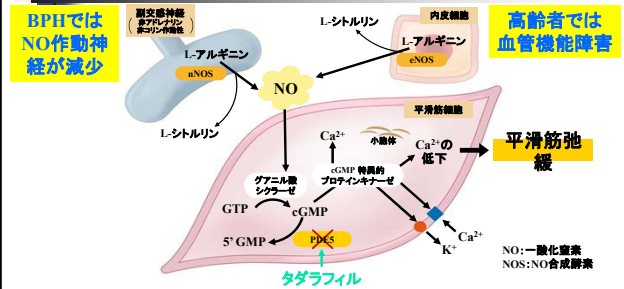 BPHでは
NO作動神
経が減少
副交感神経
非アドレナリン
非コリン作動性
L-アルギニン
nNOS
L-シトルリン
NO
L-シトルリン
内皮細胞
L-アルギニン
eNOS
高齢者では
血管機能障害
平滑筋細胞
Ca²⁺
小胞体
Ca²⁺の
低下
平滑筋弛
緩
グアニル酸
シクラーゼ
cGMP 特異的
プロテインキナーゼ
GTP
cGMP
5' GMP
PDE5
タダラフィル
Ca²⁺
K⁺
NO:一酸化窒素
NOS:NO合成酵素